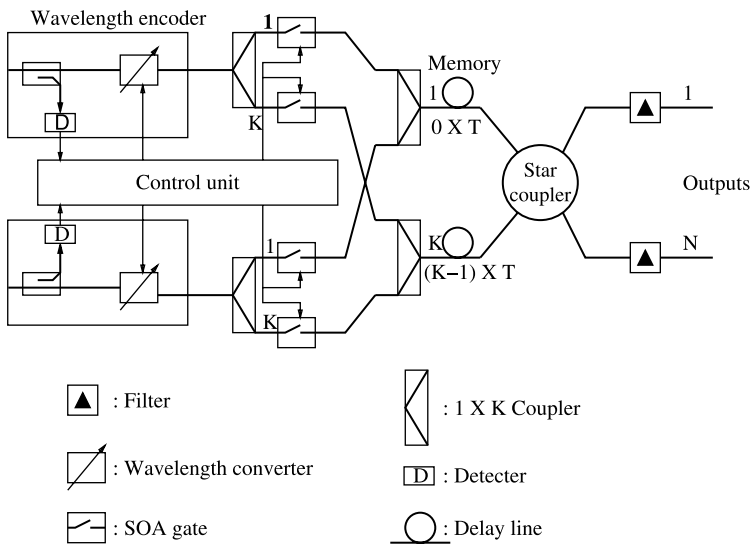 Wavelength encoder
1
K
D
Control unit
D
1
K
Memory
1
0 X T
K
(K−1) X T
Star
coupler
1
Outputs
N
: Filter
: 1 X K Coupler
: Wavelength converter
D : Detecter
: SOA gate
: Delay line